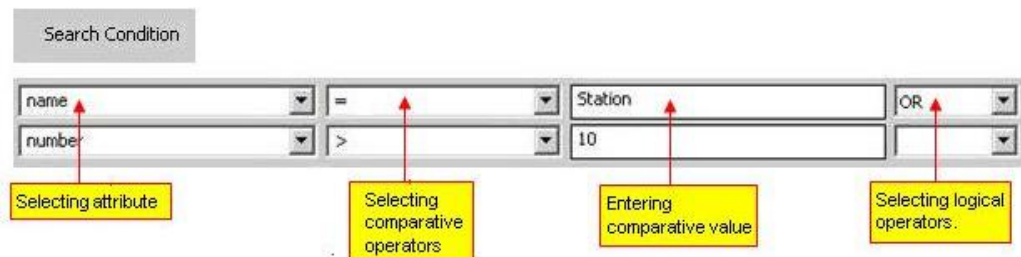 Search Condition
name = Station OR
number > 10
Selecting attribute
Selecting
comparative
operators
Entering
comparative value
Selecting logical
operators.